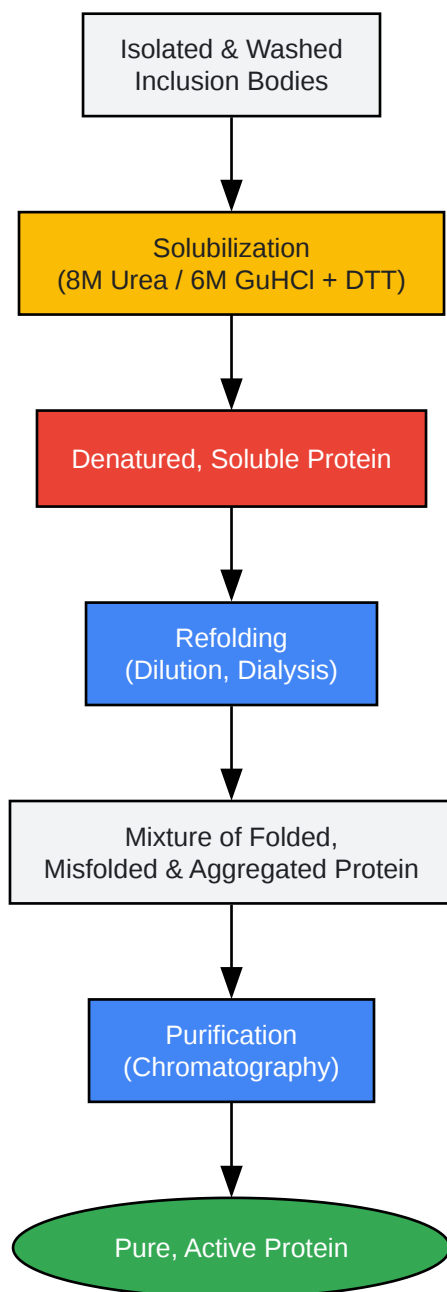 Isolated & Washed
Inclusion Bodies
Solubilization
(8M Urea / 6M GuHCl + DTT)
Denatured, Soluble Protein
Refolding
(Dilution, Dialysis)
Mixture of Folded,
Misfolded & Aggregated Protein
Purification
(Chromatography)
Pure, Active Protein